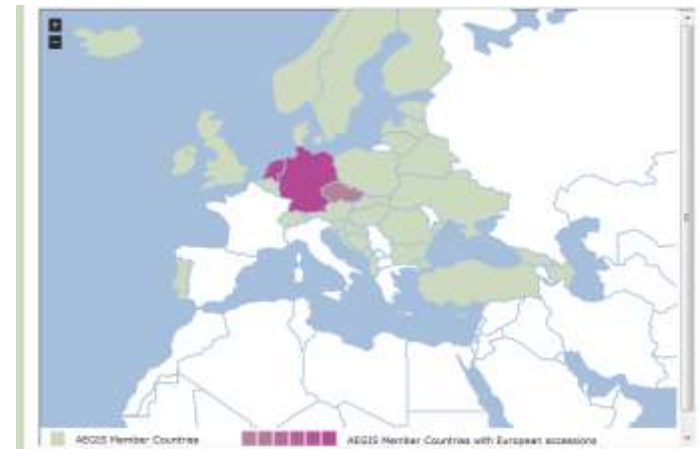 +
-
AEGIS Member Countries
AEGIS Member Countries with European accessions